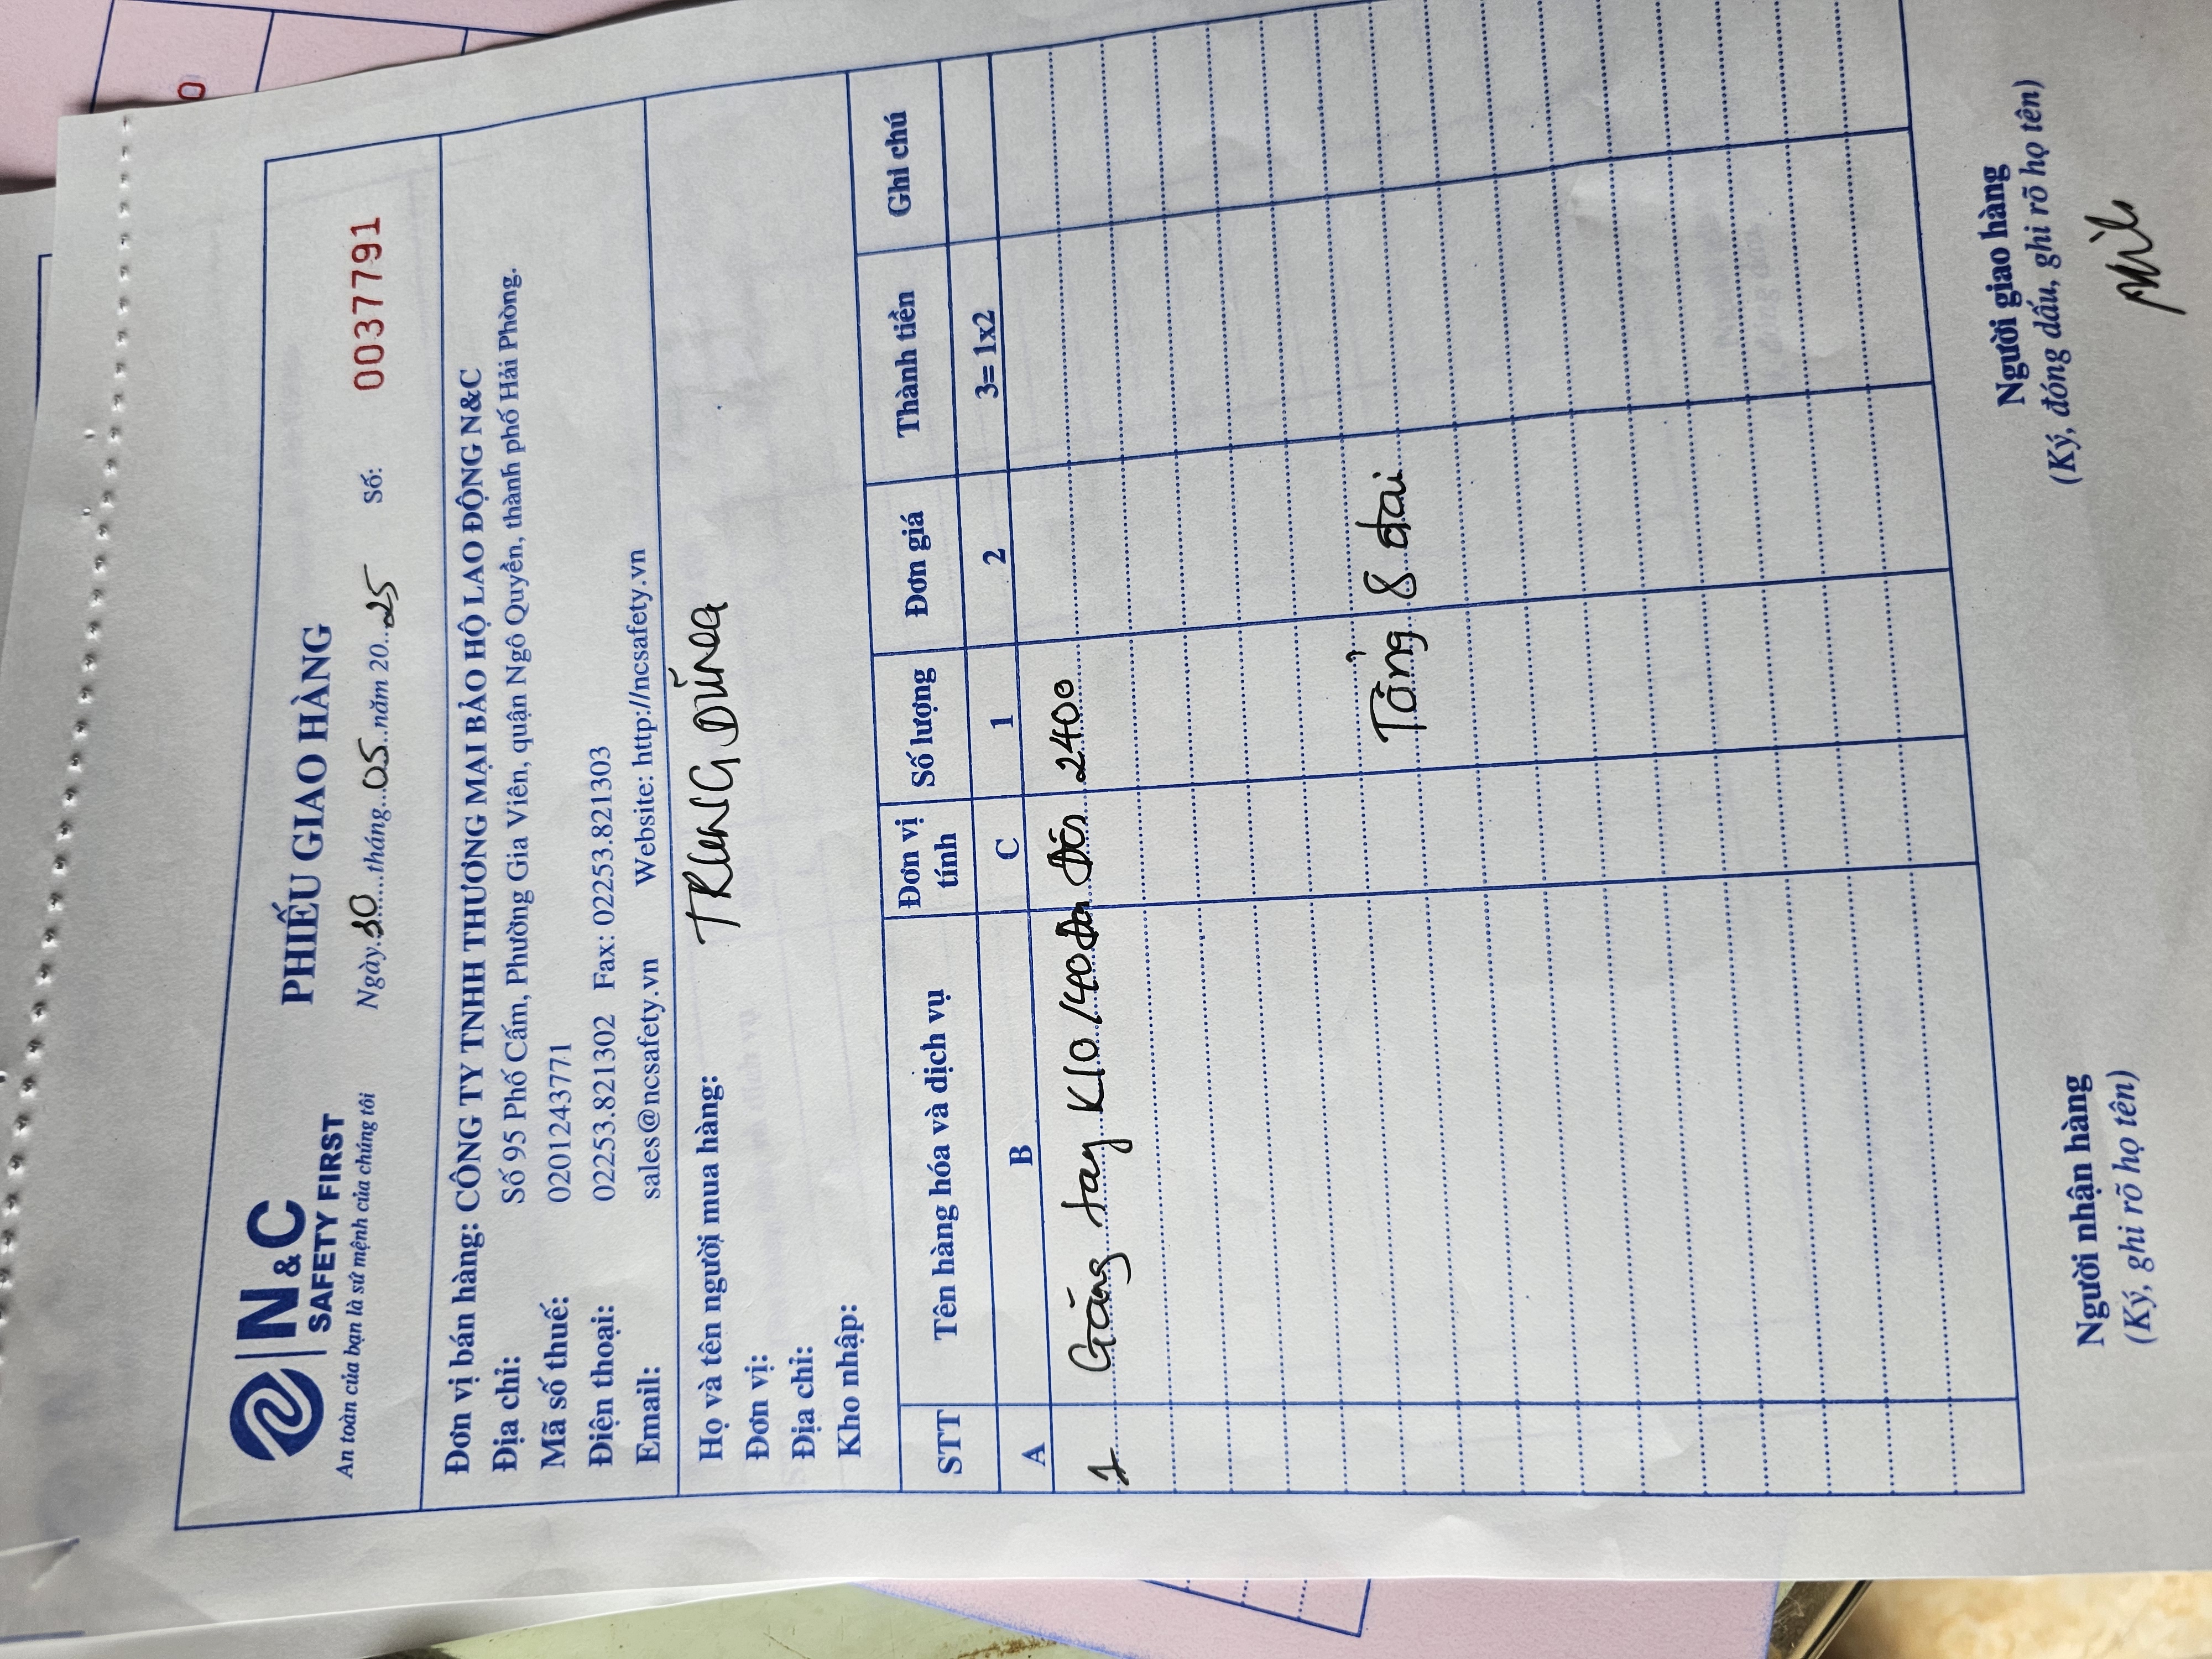 N&C
SAFETY FIRST
An toàn của bạn là sứ mệnh của chúng tôi
PHIẾU GIAO HÀNG
Ngày 30 tháng 05 năm 2025 Số: 0037791
Đơn vị bán hàng: CÔNG TY TNHH THƯƠNG MẠI BẢO HỘ LAO ĐỘNG N&C
Địa chỉ: Số 95 Phố Cấm, Phường Gia Viên, quận Ngô Quyền, thành phố Hải Phòng.
Mã số thuế: 0201243771
Điện thoại: 02253.821302 Fax: 02253.821303
Email: sales@ncsafety.vn Website: http://ncsafety.vn
Họ và tên người mua hàng: TRUNG DŨNG
Đơn vị:
Địa chỉ:
Kho nhập:
STT Tên hàng hóa và dịch vụ Đơn vị tính Số lượng Đơn giá Thành tiền Ghi chú
A B C 1 2 3= 1x2
1 Găng tay K10 140 Đôi 2400
Tổng 8 dai
Người nhận hàng Người giao hàng
(Ký, ghi rõ họ tên) (Ký, đóng dấu, ghi rõ họ tên)